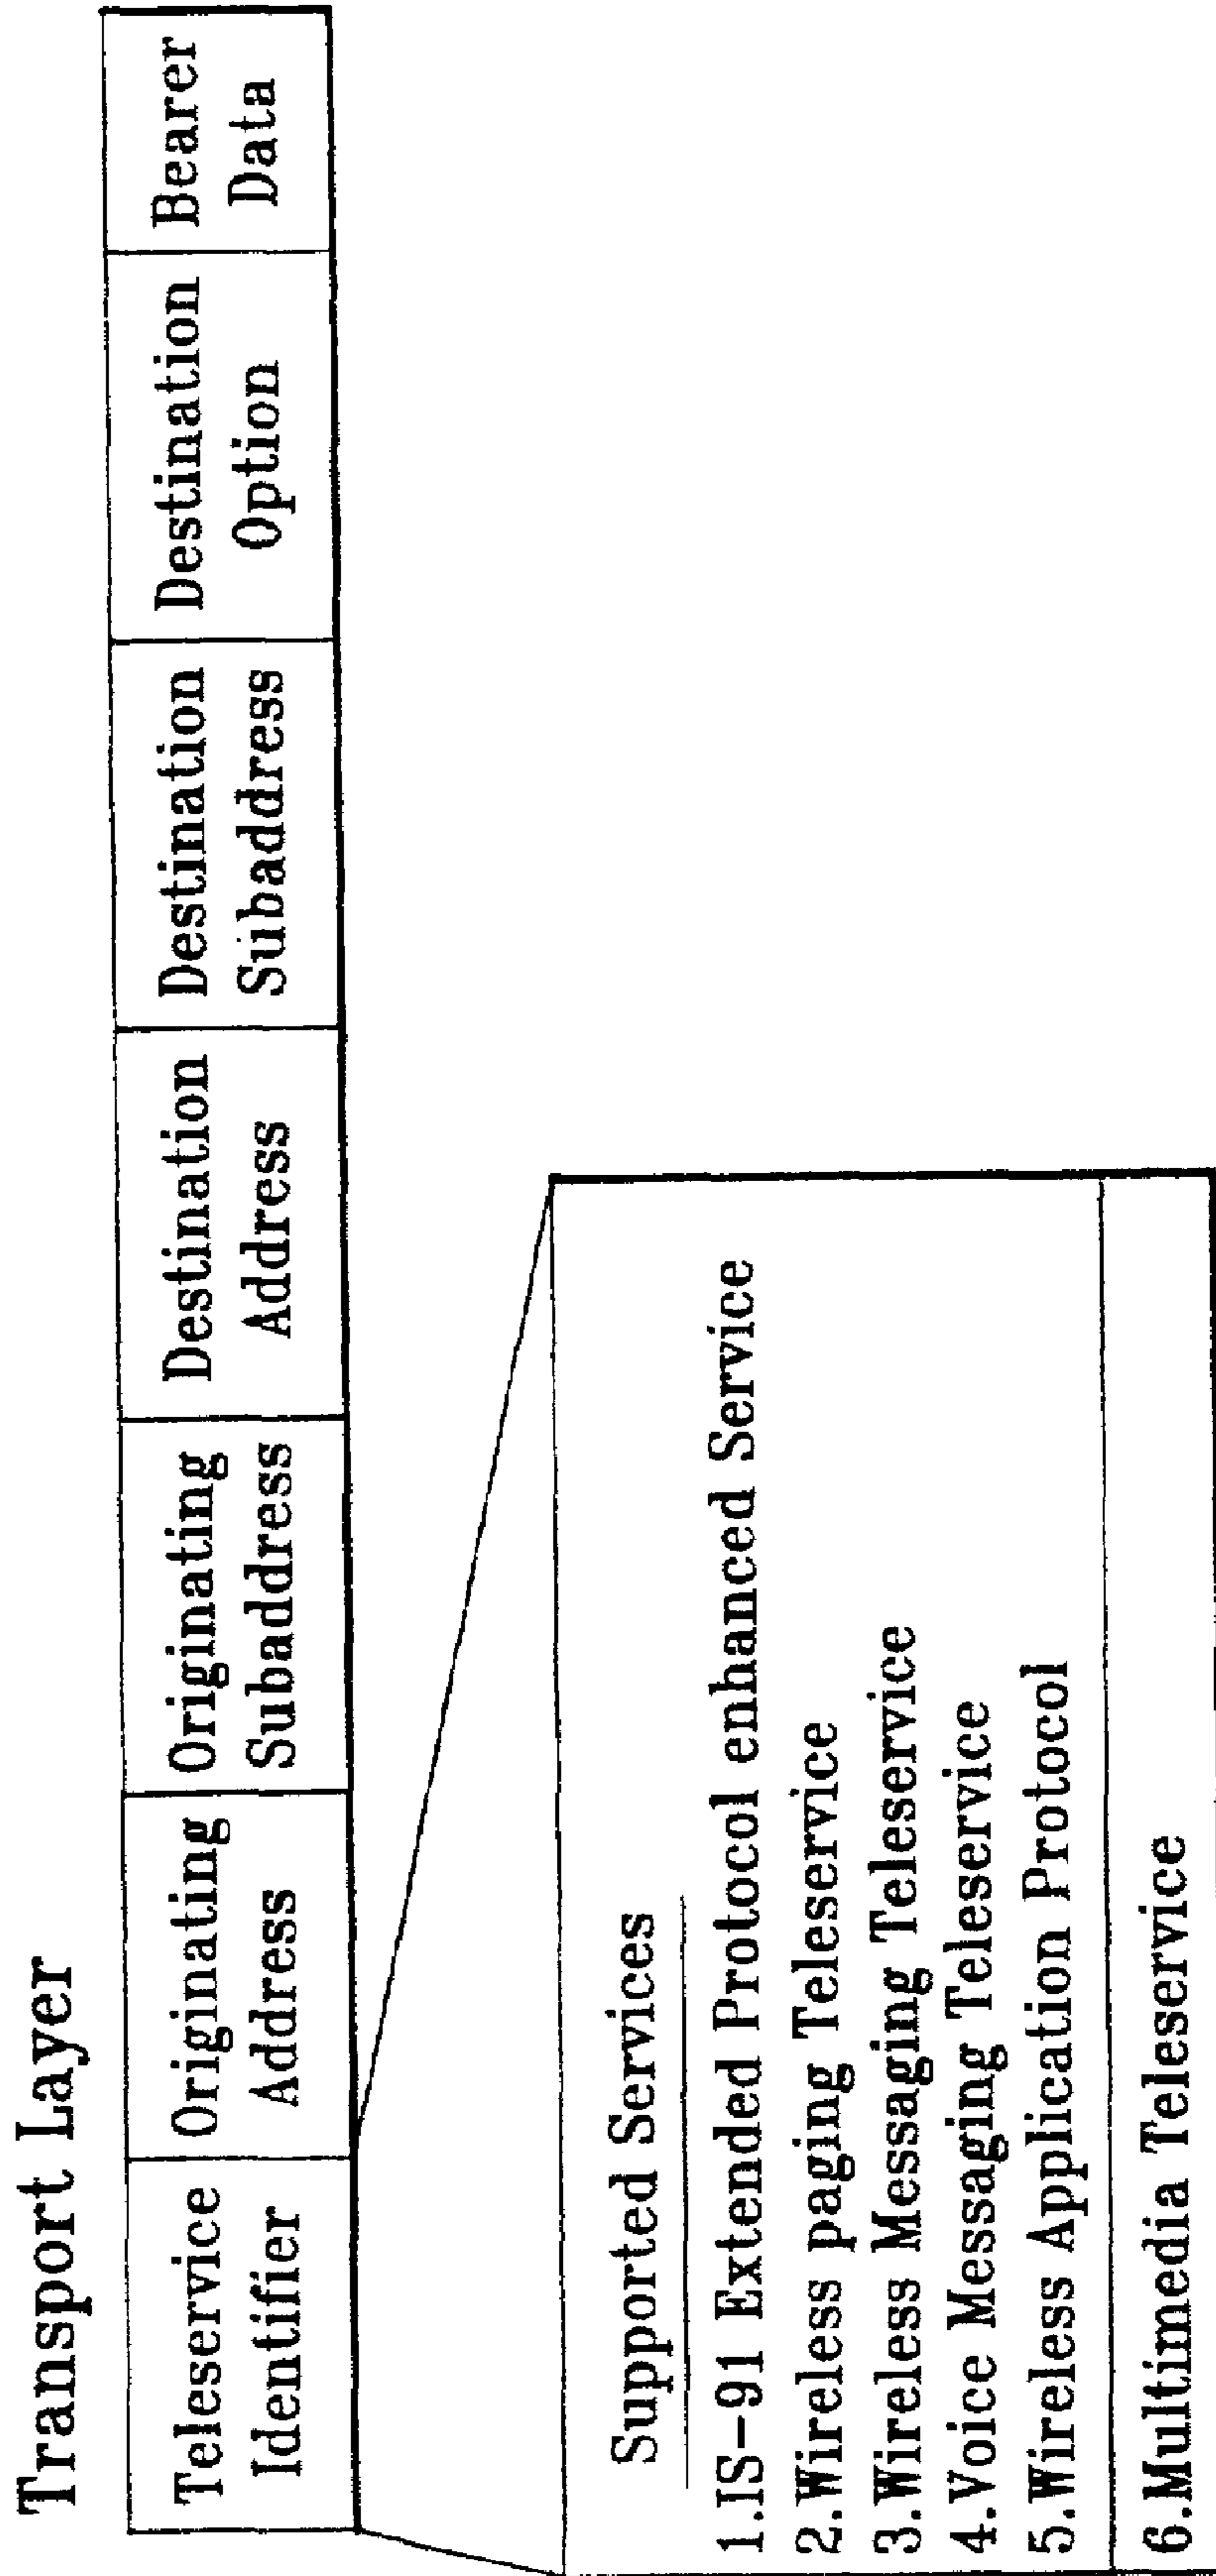 Transport Layer
Teleservice
Identifier
Originating
Address
Originating
Subaddress
Destination
Address
Destination
Subaddress
Destination
Option
Bearer
Data
Supported Services
1.IS-91 Extended Protocol enhanced Service
2.Wireless paging Teleservice
3.Wireless Messaging Teleservice
4.Voice Messaging Teleservice
5.Wireless Application Protocol
6.Multimedia Teleservice